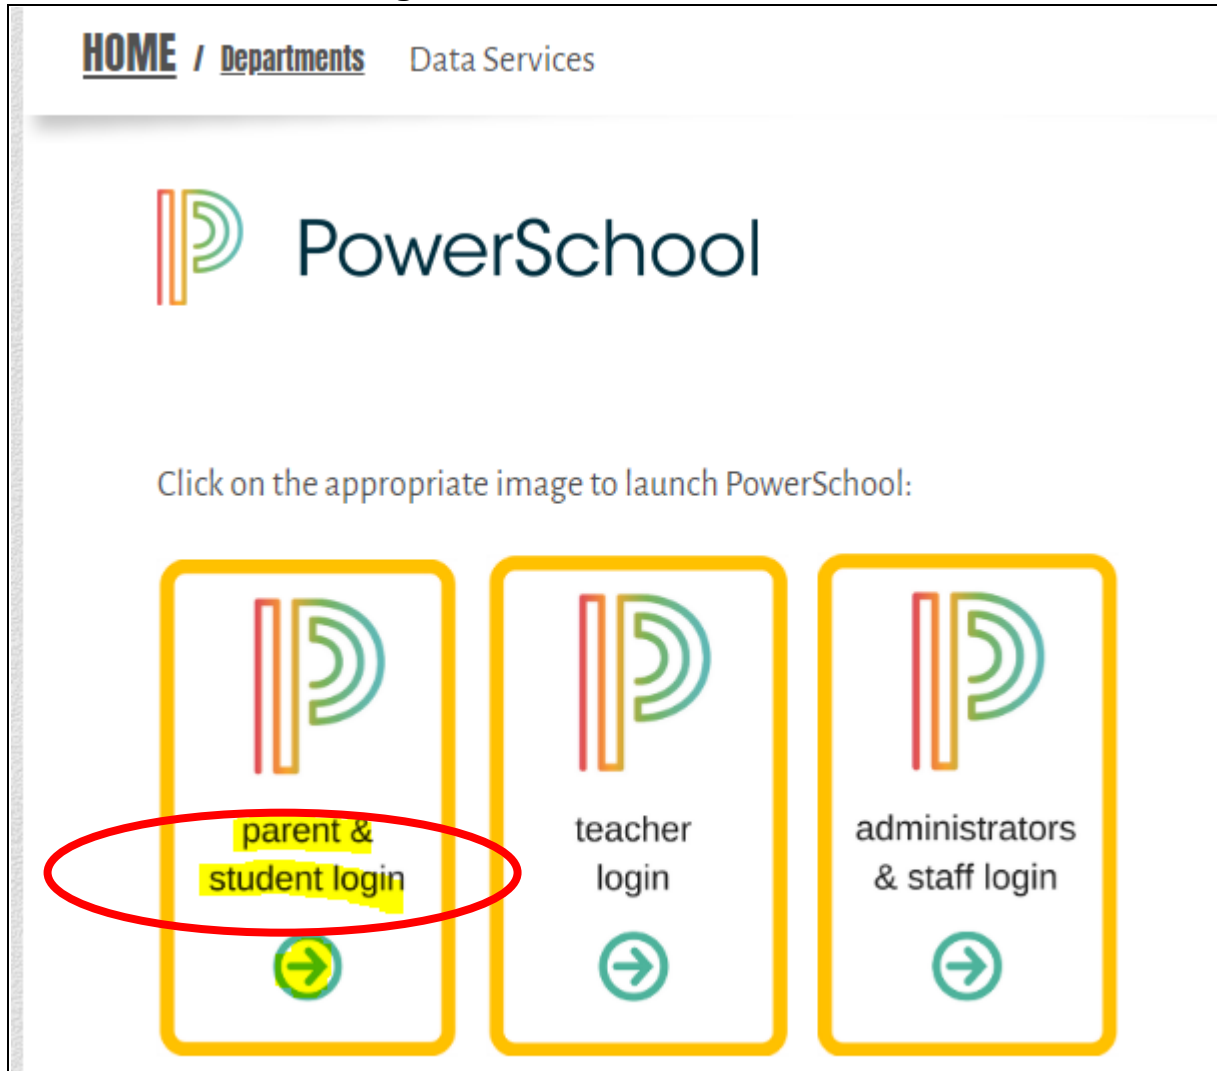 HOME / Departments Data Services
PowerSchool
Click on the appropriate image to launch PowerSchool:
parent &
student login
teacher
login
administrators
& staff login